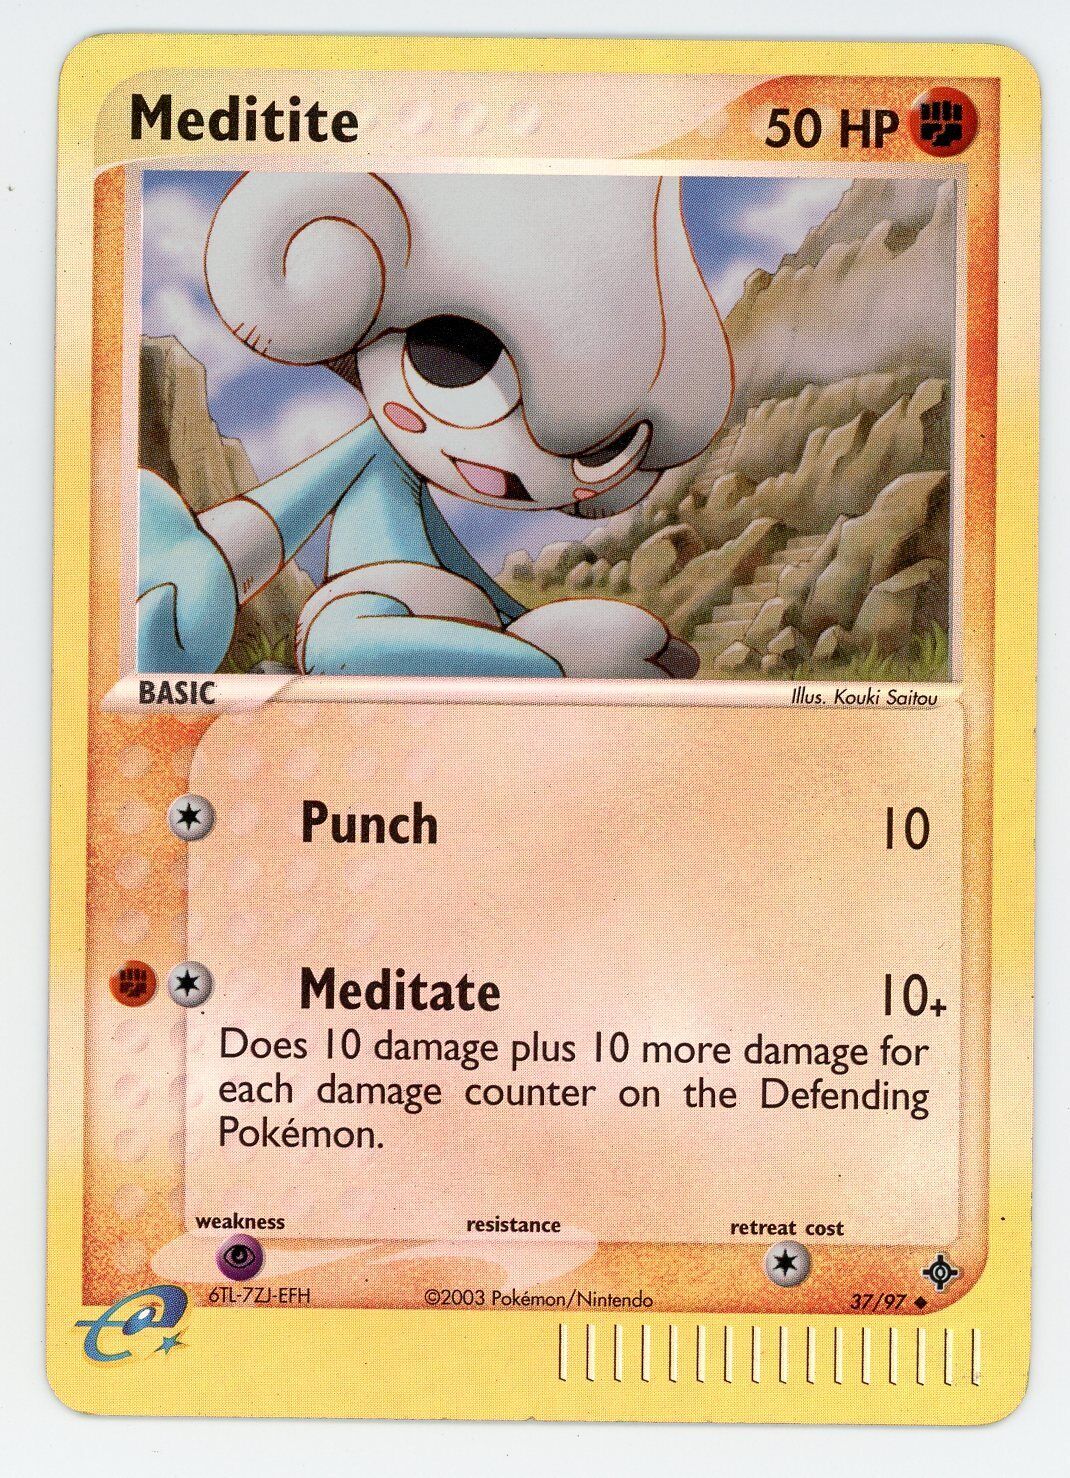 Meditite
50 HP
BASIC
Illus. Kouki Saitou
Punch 10
Meditate 10+
Does 10 damage plus 10 more damage for
each damage counter on the Defending
Pokémon.
weakness resistance retreat cost
6TL-7ZJ-EFH ©2003 Pokémon/Nintendo 37/97
e